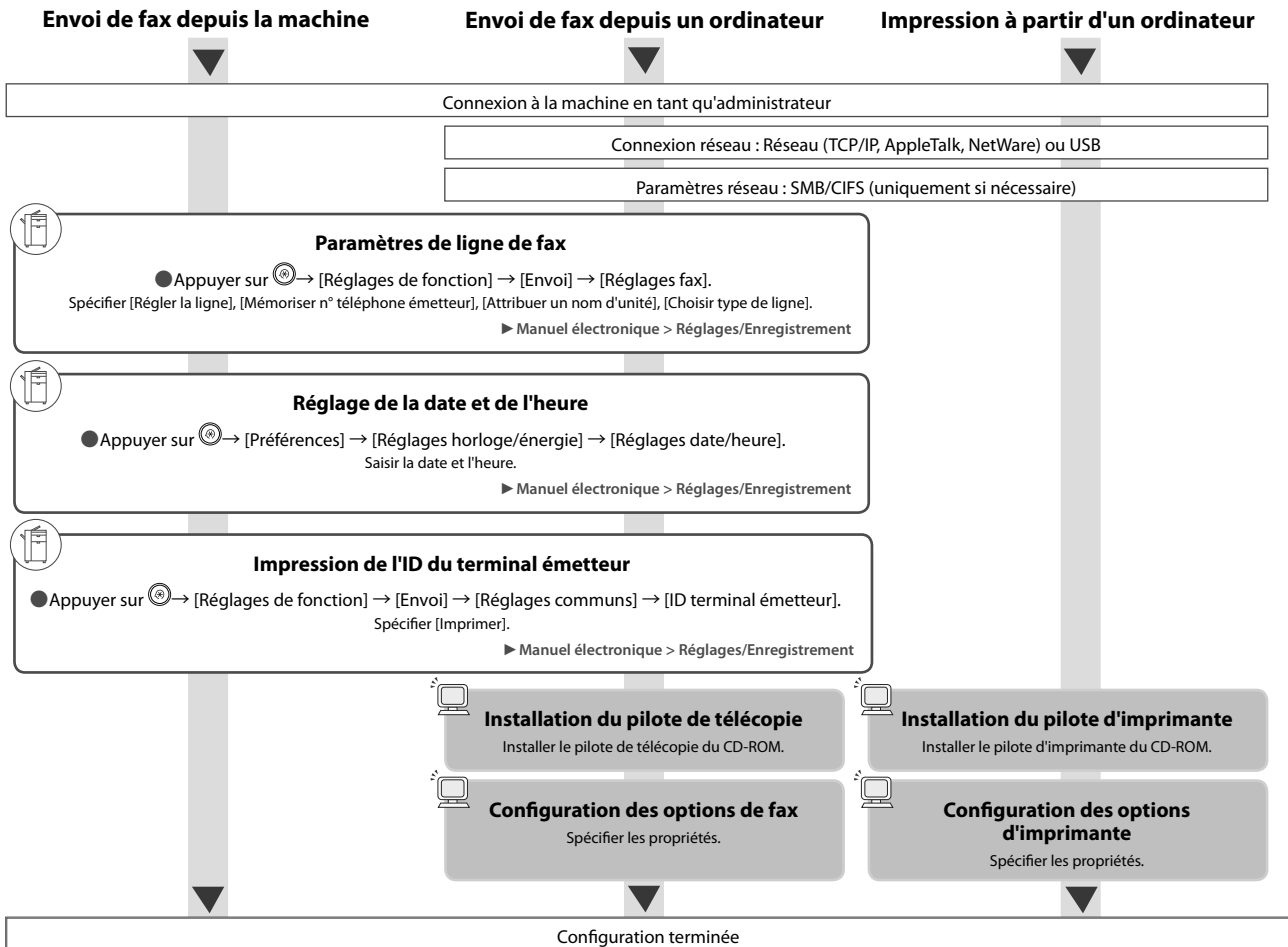 Envoi de fax depuis la machine
Envoi de fax depuis un ordinateur
Impression à partir d'un ordinateur
Connexion à la machine en tant qu'administrateur
Connexion réseau : Réseau (TCP/IP, AppleTalk, NetWare) ou USB
Paramètres réseau : SMB/CIFS (uniquement si nécessaire)
Paramètres de ligne de fax
●Appuyer sur → [Réglages de fonction] → [Envoi] → [Réglages fax].
Spécifier [Régler la ligne], [Mémoriser n° téléphone émetteur], [Attribuer un nom d'unité], [Choisir type de ligne].
► Manuel électronique > Réglages/Enregistrement
Réglage de la date et de l'heure
●Appuyer sur → [Préférences] → [Réglages horloge/énergie] → [Réglages date/heure].
Saisir la date et l'heure.
► Manuel électronique > Réglages/Enregistrement
Impression de l'ID du terminal émetteur
●Appuyer sur → [Réglages de fonction] → [Envoi] → [Réglages communs] → [ID terminal émetteur].
Spécifier [Imprimer].
► Manuel électronique > Réglages/Enregistrement
Installation du pilote de télécopie
Installer le pilote de télécopie du CD-ROM.
Installation du pilote d'imprimante
Installer le pilote d'imprimante du CD-ROM.
Configuration des options de fax
Spécifier les propriétés.
Configuration des options
d'imprimante
Spécifier les propriétés.
Configuration terminée